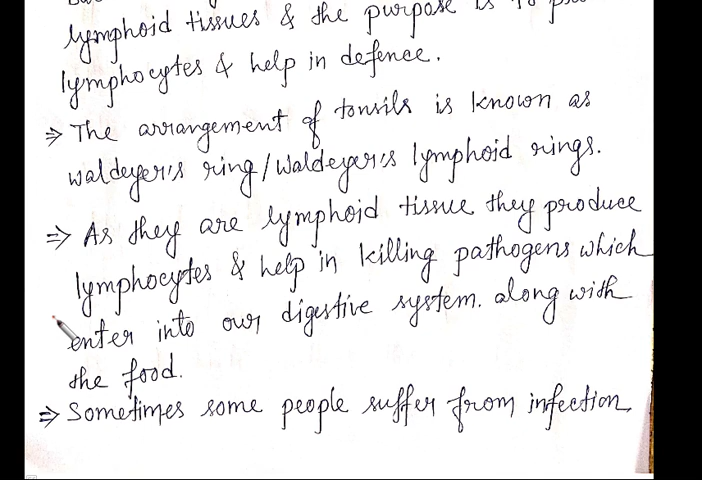 lymphoid tissues & the purpose is to
lymphocytes & help in defence.
⇒ The arrangement of tonsils is known as
waldeyer's ring/Waldeyer's lymphoid rings.
⇒ As they are lymphoid tissue they produce
lymphocytes & help in killing pathogens which
enter into our digestive system. along with
the food.
⇒ Sometimes some people suffer from infection